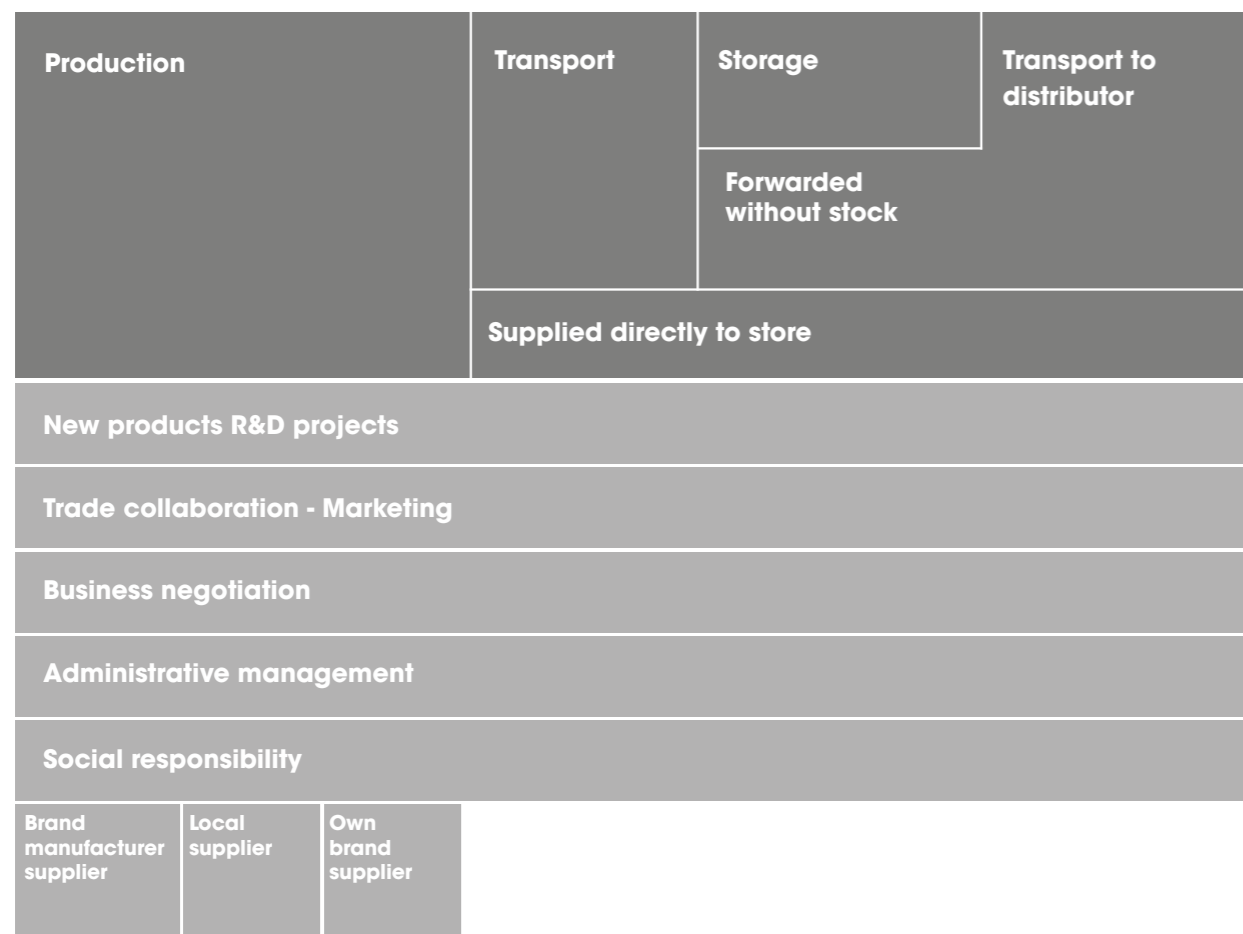 Production
Transport
Storage
Transport to
distributor
Forwarded
without stock
Supplied directly to store
New products R&D projects
Trade collaboration - Marketing
Business negotiation
Administrative management
Social responsibility
Brand
manufacturer
supplier
Local
supplier
Own
brand
supplier